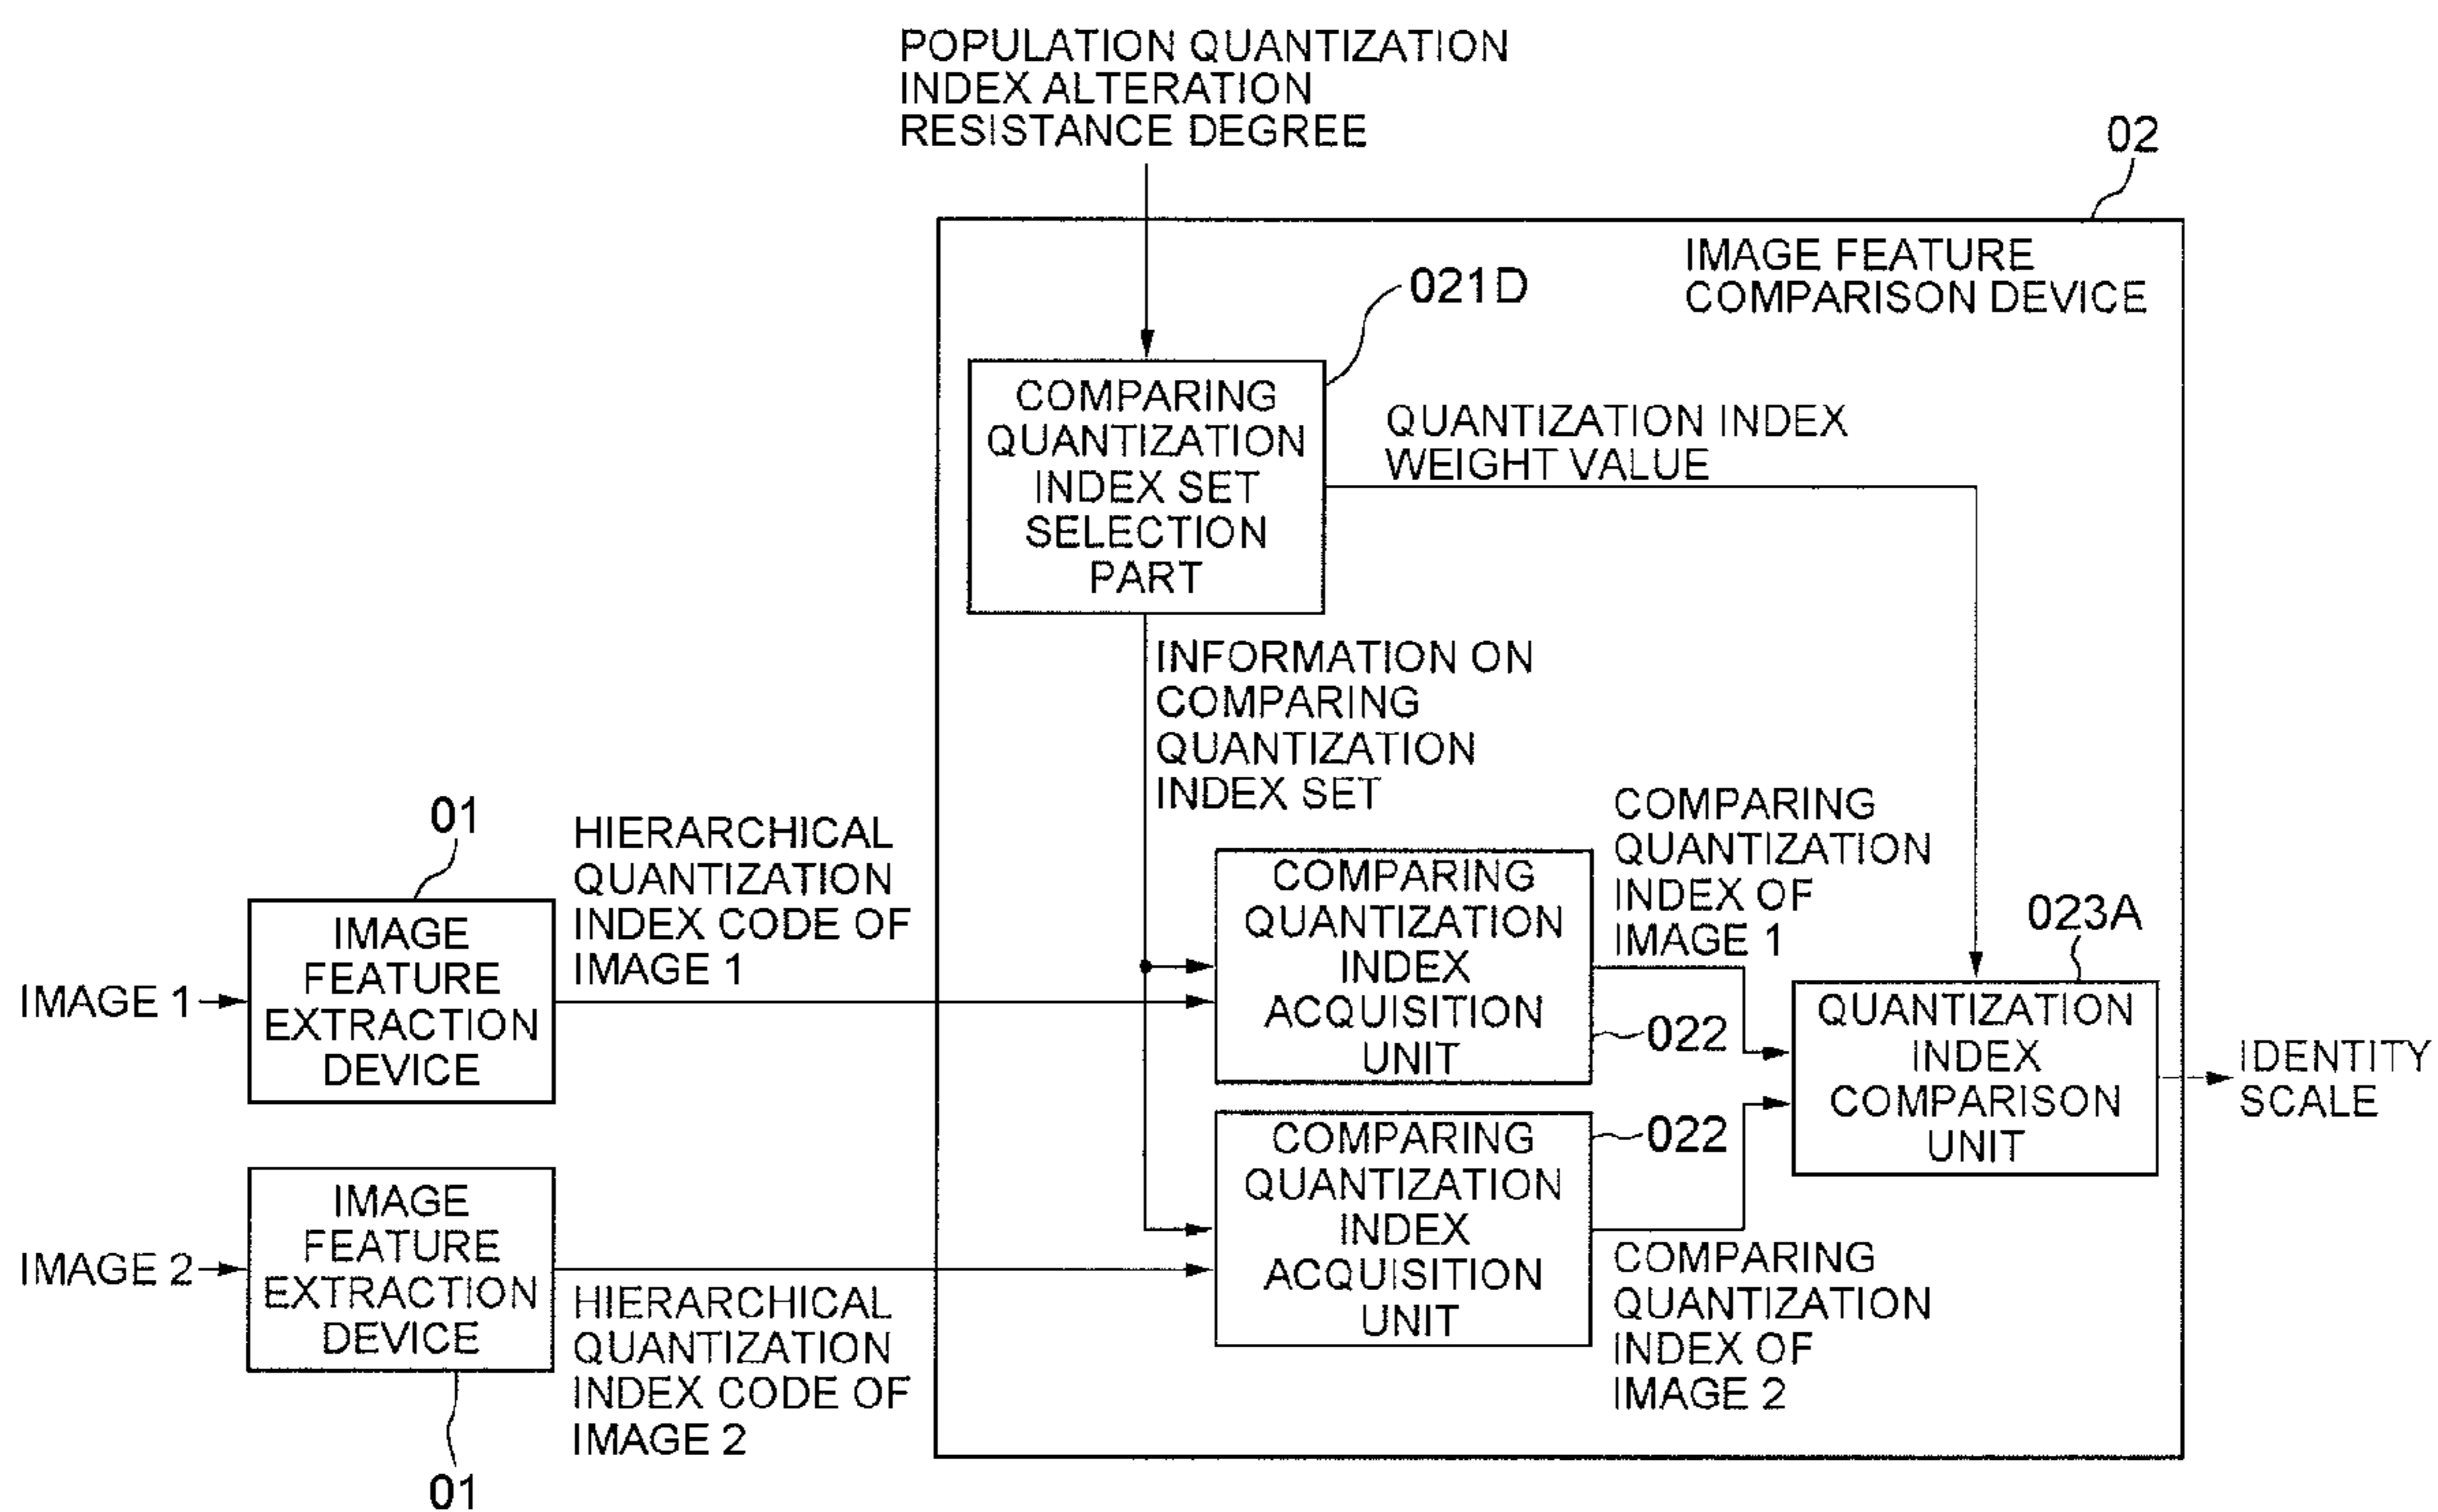 POPULATION QUANTIZATION
INDEX ALTERATION
RESISTANCE DEGREE
02
IMAGE FEATURE
COMPARISON DEVICE
021D
COMPARING
QUANTIZATION
INDEX SET
SELECTION
PART
QUANTIZATION INDEX
WEIGHT VALUE
INFORMATION ON
COMPARING
QUANTIZATION
INDEX SET
01
HIERARCHICAL
QUANTIZATION
INDEX CODE OF
IMAGE 1
IMAGE 1
IMAGE
FEATURE
EXTRACTION
DEVICE
COMPARING
QUANTIZATION
INDEX
ACQUISITION
UNIT
022
COMPARING
QUANTIZATION
INDEX OF
IMAGE 1
023A
QUANTIZATION
INDEX
COMPARISON
UNIT
IDENTITY
SCALE
IMAGE 2
IMAGE
FEATURE
EXTRACTION
DEVICE
01
HIERARCHICAL
QUANTIZATION
INDEX CODE OF
IMAGE 2
COMPARING
QUANTIZATION
INDEX
ACQUISITION
UNIT
022
COMPARING
QUANTIZATION
INDEX OF
IMAGE 2